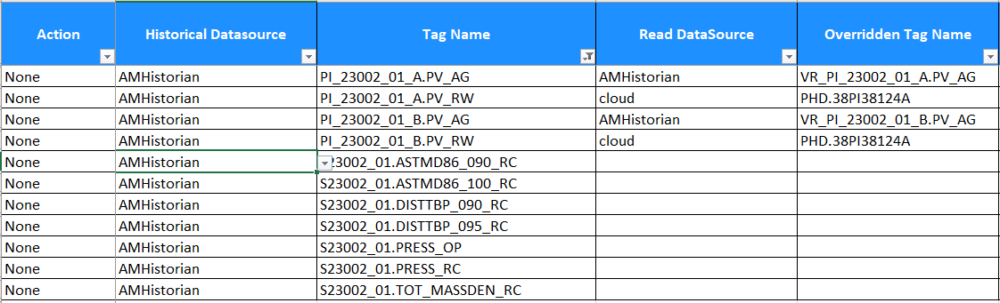 Action Historical Datasource Tag Name Read DataSource Overridden Tag Name
None AMHistorian PI_23002_01_A.PV_AG AMHistorian VR_PI_23002_01_A.PV_AG
None AMHistorian PI_23002_01_A.PV_RW cloud PHD.38PI38124A
None AMHistorian PI_23002_01_B.PV_AG AMHistorian VR_PI_23002_01_B.PV_AG
None AMHistorian PI_23002_01_B.PV_RW cloud PHD.38PI38124A
None AMHistorian 23002_01.ASTMD86_090_RC
None AMHistorian S23002_01.ASTMD86_100_RC
None AMHistorian S23002_01.DISTTBP_090_RC
None AMHistorian S23002_01.DISTTBP_095_RC
None AMHistorian S23002_01.PRESS_OP
None AMHistorian S23002_01.PRESS_RC
None AMHistorian S23002_01.TOT_MASSDEN_RC